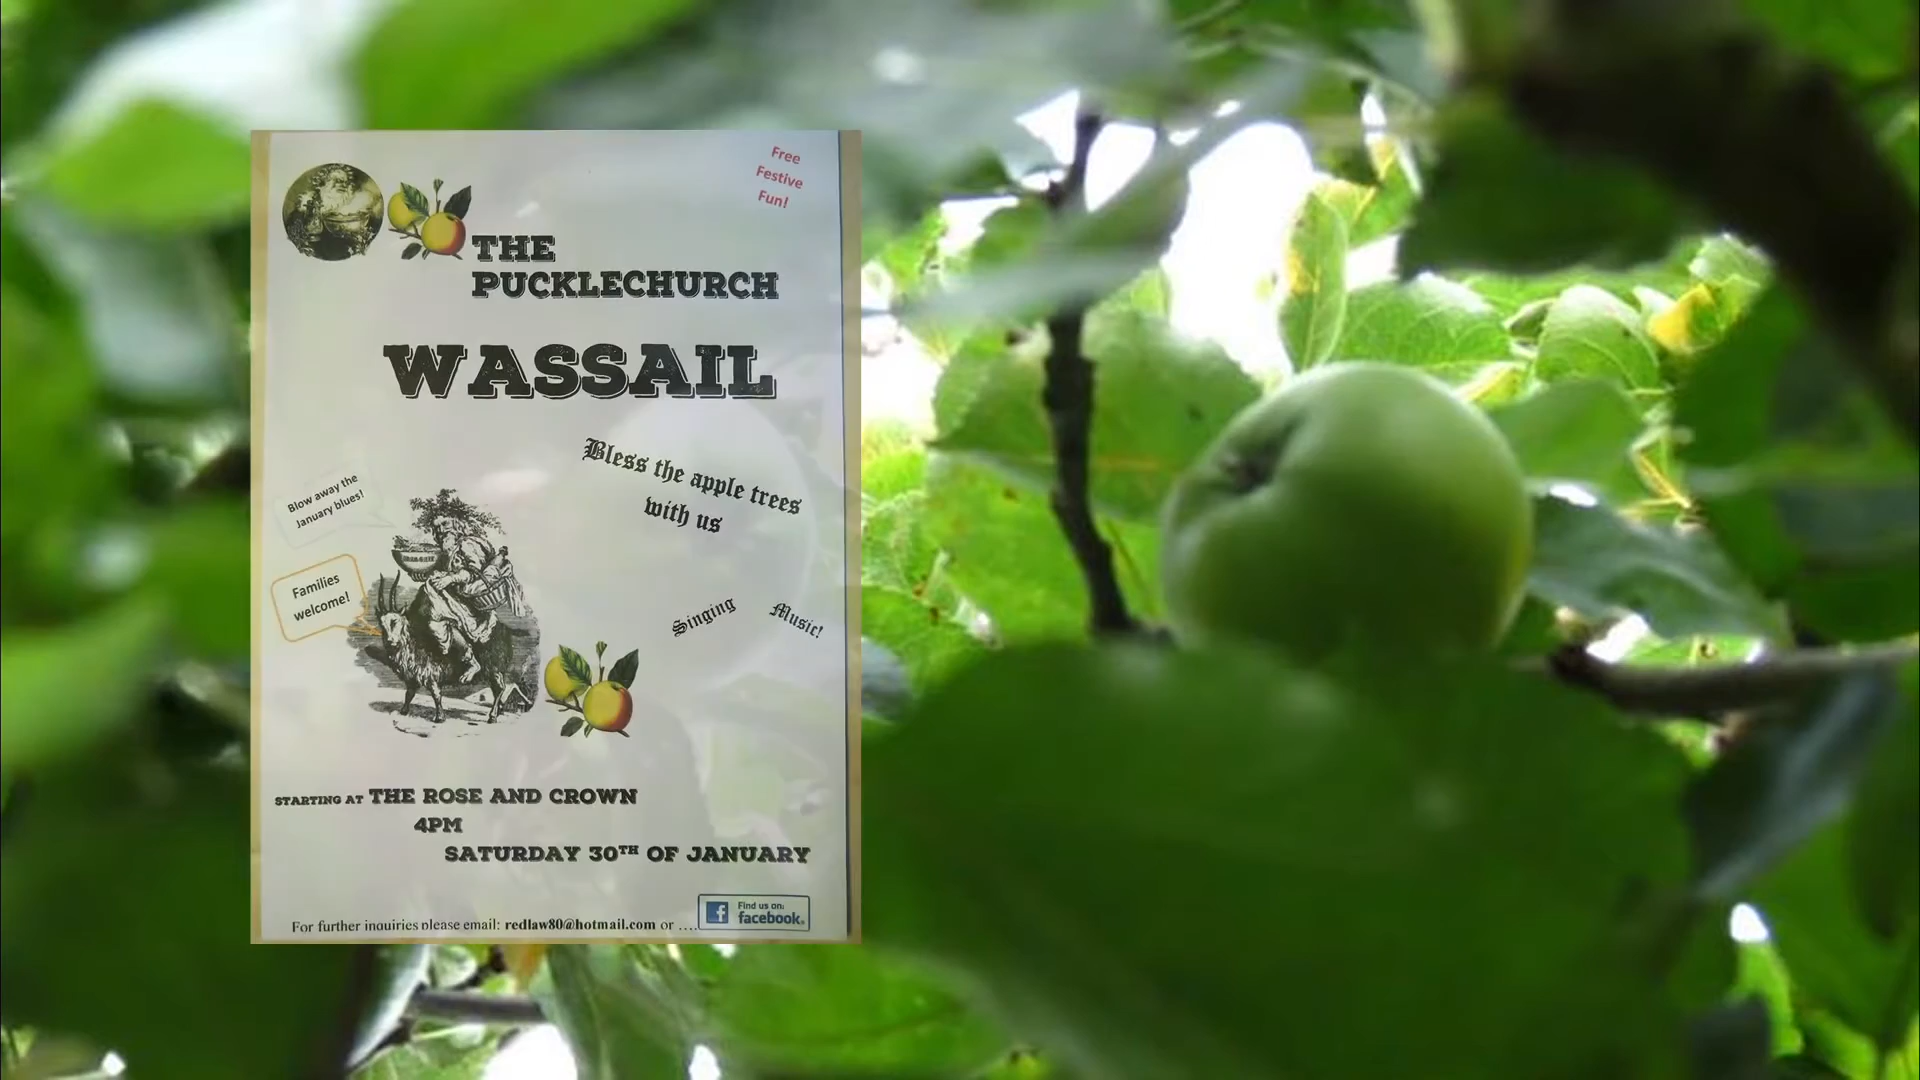 Free
Festive
Fun!
THE
PUCKLECHURCH
WASSAIL
Bless the apple trees
with us
Blow away the
January blues!
Families
welcome!
Singing
Music!
STARTING AT THE ROSE AND CROWN
4PM
SATURDAY 30TH OF JANUARY
Find us on:
facebook.
For further inquiries please email: redlaw80@hotmail.com or ....